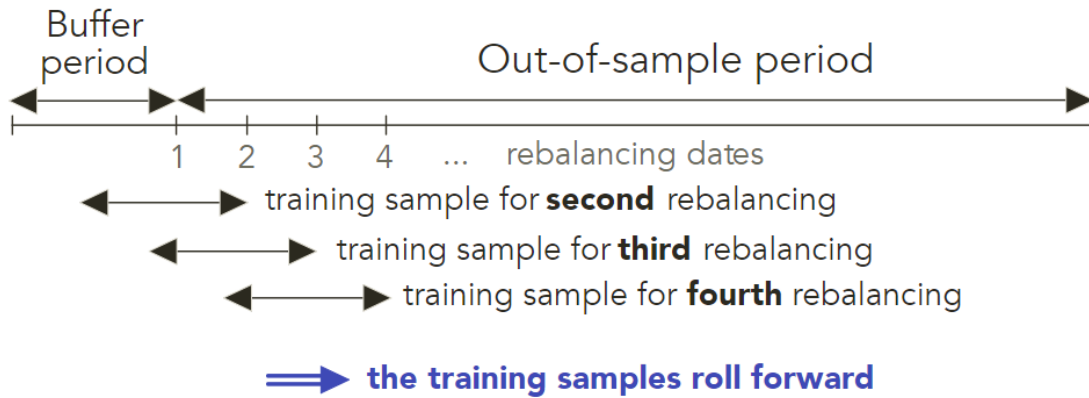 Buffer
period
Out-of-sample period
1 2 3 4 ... rebalancing dates
training sample for second rebalancing
training sample for third rebalancing
training sample for fourth rebalancing
the training samples roll forward